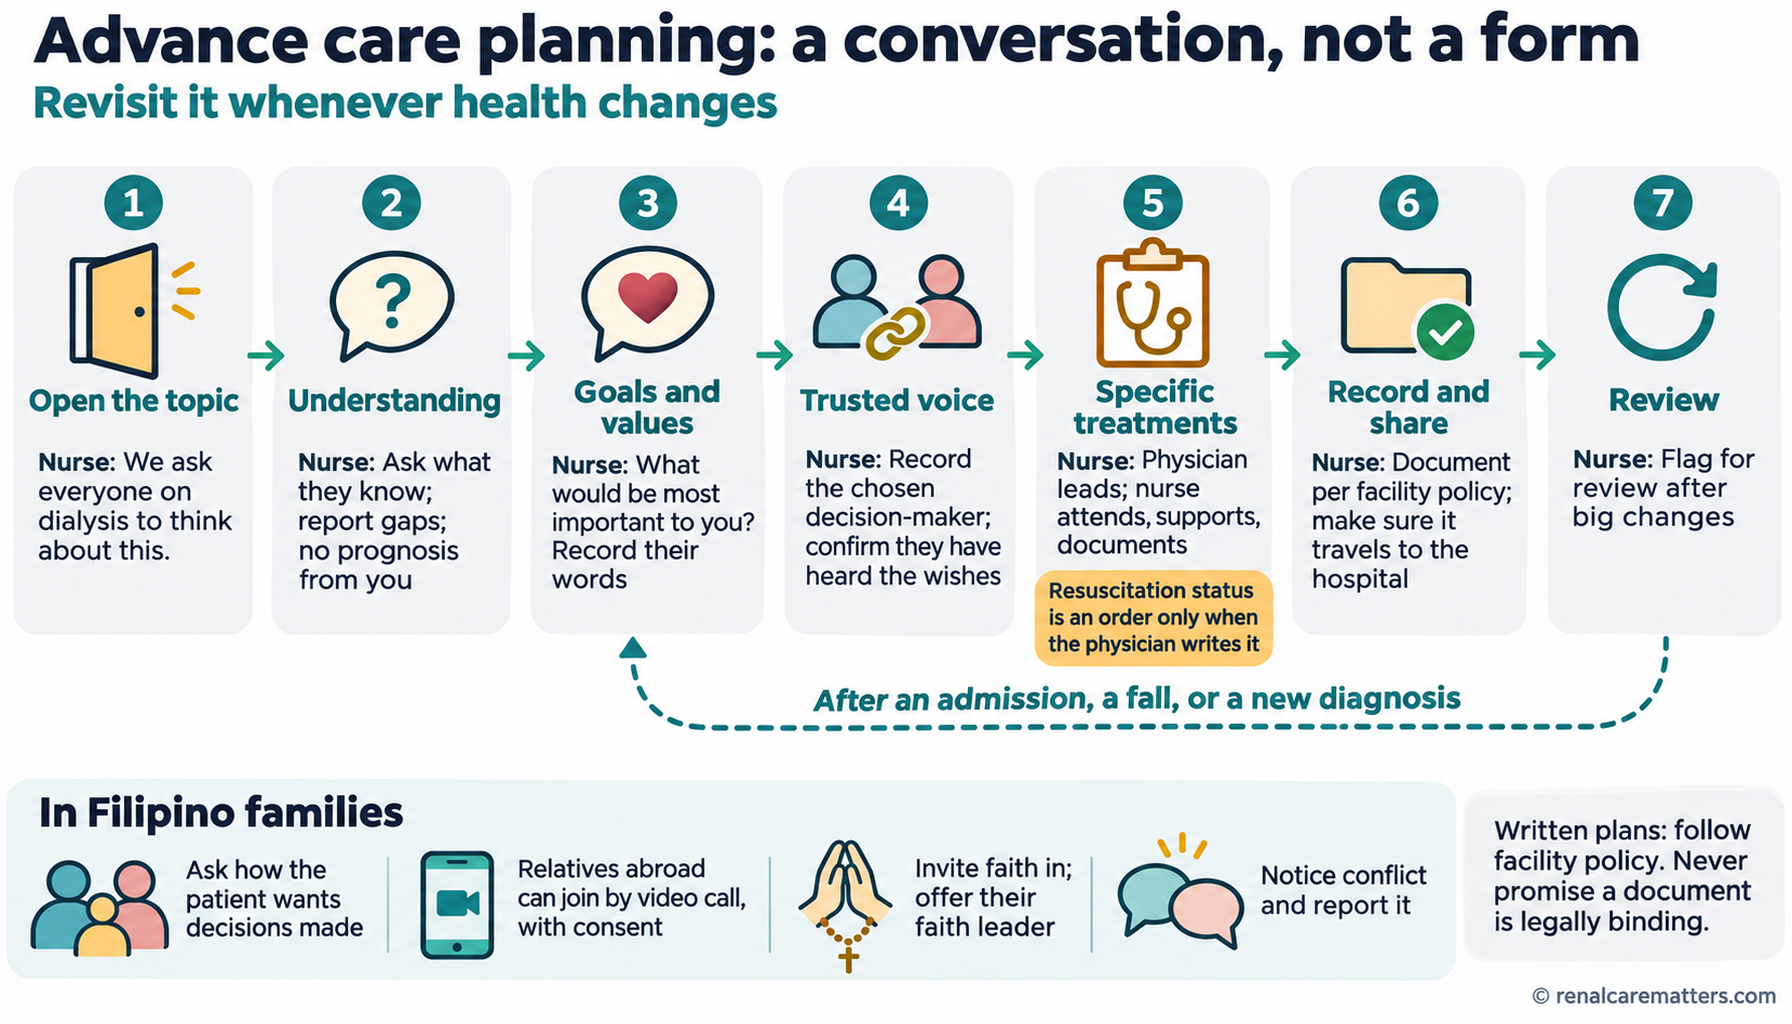 Advance care planning: a conversation, not a form
Revisit it whenever health changes
1
Open the topic
Nurse: We ask
everyone on
dialysis to think
about this.
2
Understanding
Nurse: Ask what
they know;
report gaps;
no prognosis
from you
3
Goals and
values
Nurse: What
would be most
important to you?
Record their
words
4
Trusted voice
Nurse: Record
the chosen
decision-maker;
confirm they have
heard the wishes
5
Specific
treatments
Nurse: Physician
leads; nurse
attends, supports,
documents
Resuscitation status
is an order only when
the physician writes it
6
Record and
share
Nurse: Document
per facility policy;
make sure it
travels to the
hospital
7
Review
Nurse: Flag for
review after
big changes
After an admission, a fall, or a new diagnosis
In Filipino families
Ask how the
patient wants
decisions made
Relatives abroad
can join by video call,
with consent
Invite faith in;
offer their
faith leader
Notice conflict
and report it
Written plans: follow
facility policy. Never
promise a document
is legally binding.
© renalcarematters.com